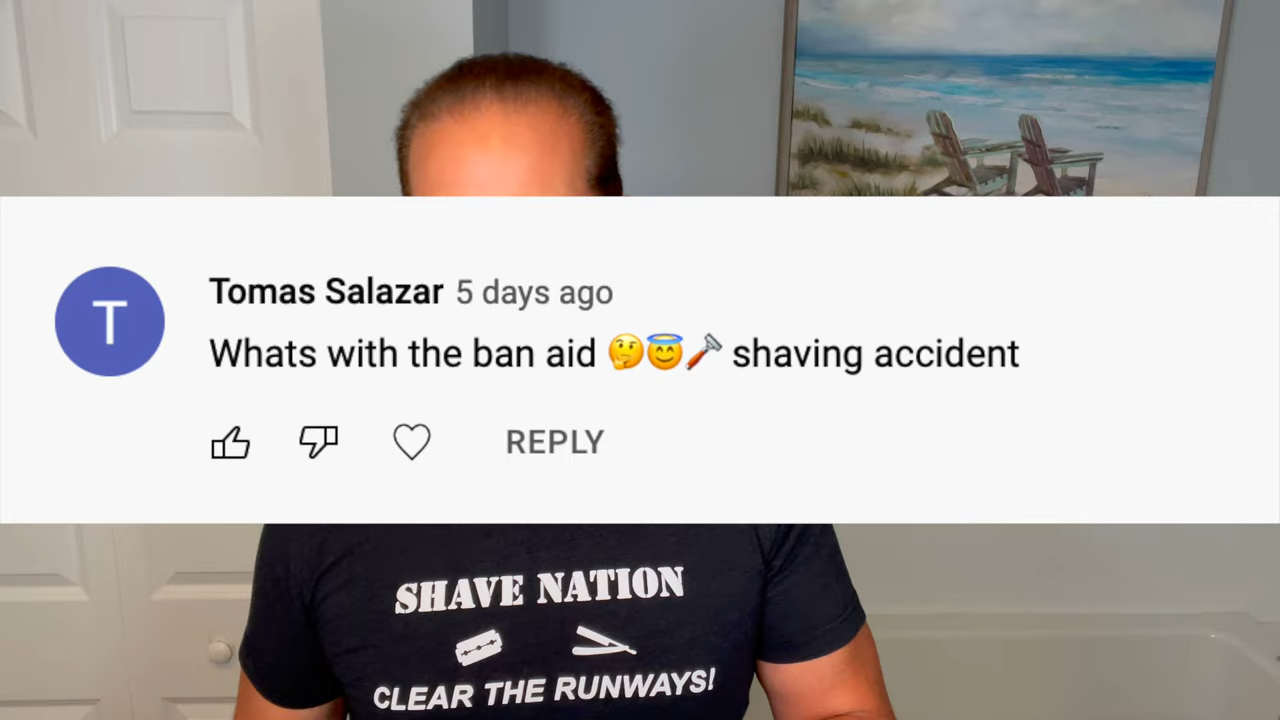 T
Tomas Salazar 5 days ago
Whats with the ban aid 🤔😇🪒 shaving accident
REPLY
SHAVE NATION
CLEAR THE RUNWAYS!